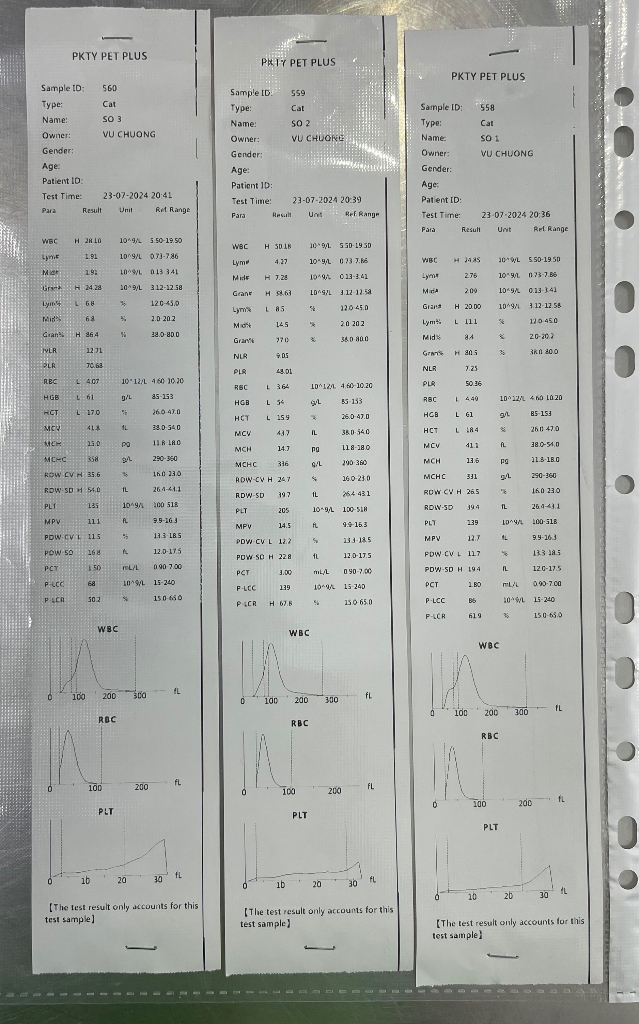 PKTY PET PLUS
Sample ID: 560
Type: Cat
Name: SO 3
Owner: VU CHUONG
Gender:
Age:
Patient ID:
Test Time: 23-07-2024 20:41
Para Result Unit Ref. Range
WBC H 28.10 10^9/L 5.50-19.50
Lym# 1.91 10^9/L 0.73-7.86
Mid# 1.91 10^9/L 0.13-3.41
Gran# H 24.28 10^9/L 3.12-12.58
Lym% L 6.8 % 12.0-45.0
Mid% 6.8 % 2.0-20.2
Gran% H 86.4 % 38.0-80.0
NLR 12.71
PLR 70.68
RBC L 4.07 10^12/L 4.60-10.20
HGB L 61 g/L 85-153
HCT L 17.0 % 26.0-47.0
MCV 41.8 fL 38.0-54.0
MCH 15.0 pg 11.8-18.0
MCHC 358 g/L 290-360
RDW-CV H 35.6 % 16.0-23.0
RDW-SD H 54.0 fL 26.4-43.1
PLT 135 10^9/L 100-518
MPV 11.1 fL 9.9-16.3
PDW-CV L 11.5 % 13.3-18.5
PDW-SD 16.8 fL 12.0-17.5
PCT 1.50 mL/L 0.90-7.00
P-LCC 68 10^9/L 15-240
P-LCR 50.2 % 15.0-65.0
WBC
0 100 200 300 fL
RBC
0 100 200 fL
PLT
0 10 20 30 fL
【The test result only accounts for this
test sample】
PKTY PET PLUS
Sample ID: 559
Type: Cat
Name: SO 2
Owner: VU CHUONG
Gender:
Age:
Patient ID:
Test Time: 23-07-2024 20:39
Para Result Unit Ref. Range
WBC H 50.18 10^9/L 5.50-19.50
Lym# 4.27 10^9/L 0.73-7.86
Mid# H 7.28 10^9/L 0.13-3.41
Gran# H 38.63 10^9/L 3.12-12.58
Lym% L 8.5 % 12.0-45.0
Mid% 14.5 % 2.0-20.2
Gran% 77.0 % 38.0-80.0
NLR 9.05
PLR 48.01
RBC L 3.64 10^12/L 4.60-10.20
HGB L 54 g/L 85-153
HCT L 15.9 % 26.0-47.0
MCV 43.7 fL 38.0-54.0
MCH 14.7 pg 11.8-18.0
MCHC 336 g/L 290-360
RDW-CV H 24.7 % 16.0-23.0
RDW-SD 39.7 fL 26.4-43.1
PLT 205 10^9/L 100-518
MPV 14.5 fL 9.9-16.3
PDW-CV L 12.2 % 13.3-18.5
PDW-SD H 22.8 fL 12.0-17.5
PCT 3.00 mL/L 0.90-7.00
P-LCC 139 10^9/L 15-240
P-LCR H 67.8 % 15.0-65.0
WBC
0 100 200 300 fL
RBC
0 100 200 fL
PLT
0 10 20 30 fL
【The test result only accounts for this
test sample】
PKTY PET PLUS
Sample ID: 558
Type: Cat
Name: SO 1
Owner: VU CHUONG
Gender:
Age:
Patient ID:
Test Time: 23-07-2024 20:36
Para Result Unit Ref. Range
WBC H 24.85 10^9/L 5.50-19.50
Lym# 2.76 10^9/L 0.73-7.86
Mid# 2.09 10^9/L 0.13-3.41
Gran# H 20.00 10^9/L 3.12-12.58
Lym% L 11.1 % 12.0-45.0
Mid% 8.4 % 2.0-20.2
Gran% H 80.5 % 38.0-80.0
NLR 7.25
PLR 50.36
RBC L 4.49 10^12/L 4.60-10.20
HGB L 61 g/L 85-153
HCT L 18.4 % 26.0-47.0
MCV 41.1 fL 38.0-54.0
MCH 13.6 pg 11.8-18.0
MCHC 331 g/L 290-360
RDW-CV H 26.5 % 16.0-23.0
RDW-SD 39.4 fL 26.4-43.1
PLT 139 10^9/L 100-518
MPV 12.7 fL 9.9-16.3
PDW-CV L 11.7 % 13.3-18.5
PDW-SD H 19.4 fL 12.0-17.5
PCT 1.80 mL/L 0.90-7.00
P-LCC 86 10^9/L 15-240
P-LCR 61.9 % 15.0-65.0
WBC
0 100 200 300 fL
RBC
0 100 200 fL
PLT
0 10 20 30 fL
【The test result only accounts for this
test sample】